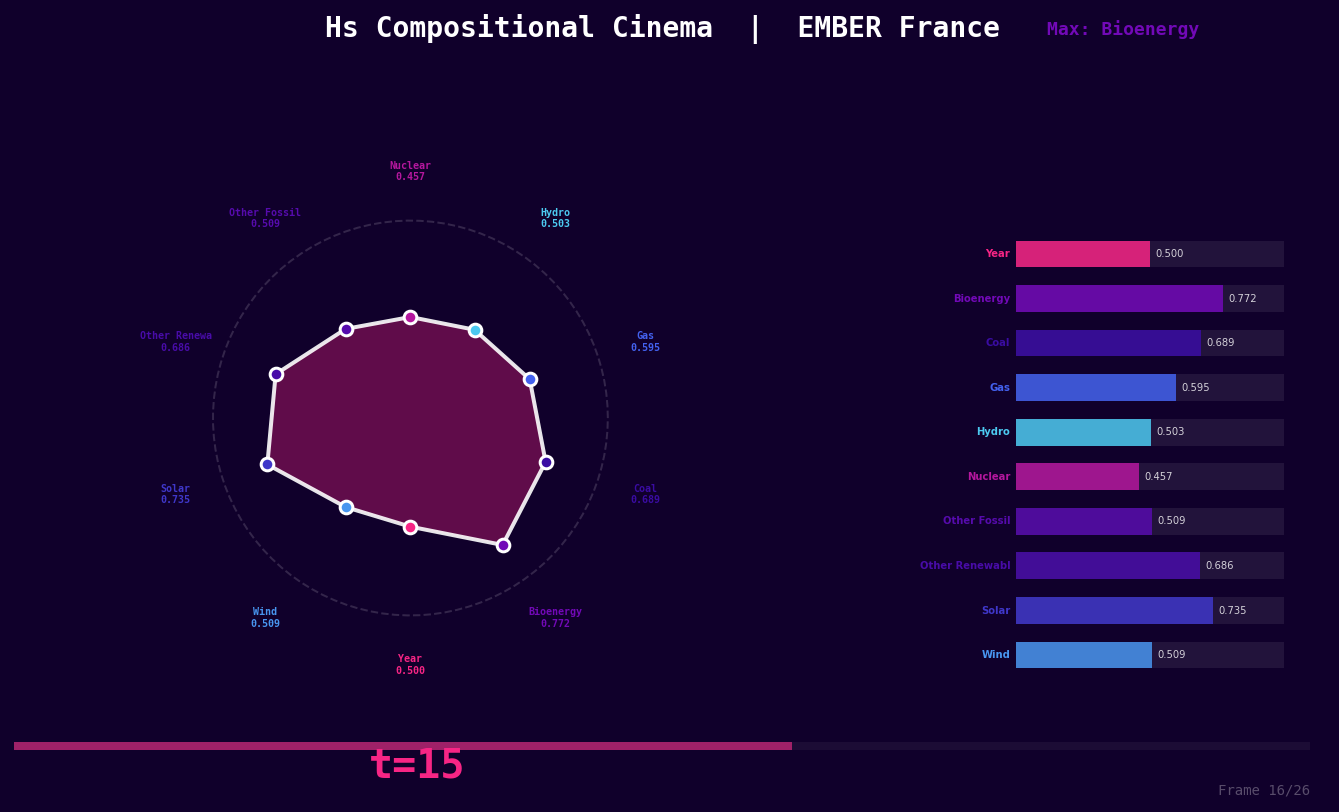 Hs Compositional Cinema | EMBER France
Max: Bioenergy
Nuclear
0.457
Other Fossil
0.509
Hydro
0.503
Other Renewa
0.686
Gas
0.595
Solar
0.735
Coal
0.689
Wind
0.509
Bioenergy
0.772
Year
0.500
Year 0.500
Bioenergy 0.772
Coal 0.689
Gas 0.595
Hydro 0.503
Nuclear 0.457
Other Fossil 0.509
Other Renewabl 0.686
Solar 0.735
Wind 0.509
t=15
Frame 16/26